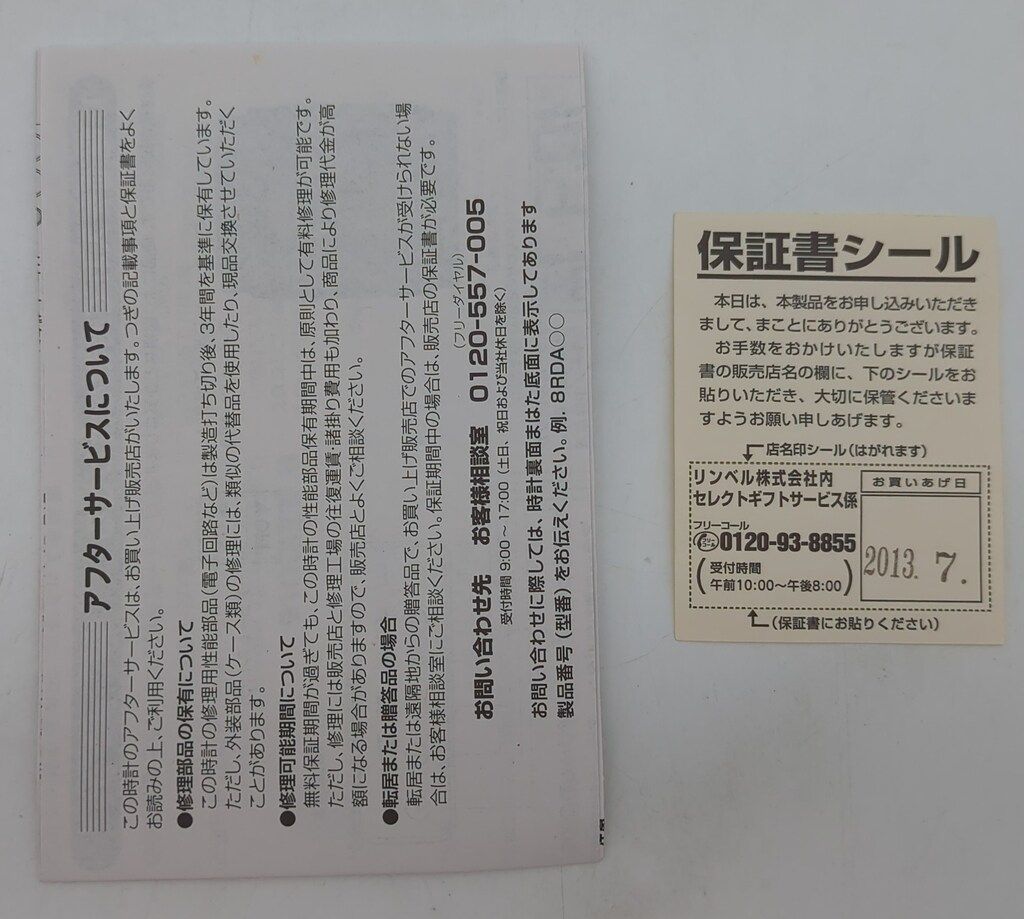 アフターサービスについて
この時計のアフターサービスは、お買い上げ販売店がいたします。つぎの記載事項と保証書をよく
お読みの上、ご利用ください。
●修理部品の保有について
この時計の修理用性能部品(電子回路など)は製造打ち切り後、3年間を基準に保有しています。
ただし、外装部品(ケース類)の修理には、類似の代替品を使用したり、現品交換させていただく
ことがあります。
●修理可能期間について
無料保証期間が過ぎても、この時計の性能部品保有期間中は、原則として有料修理が可能です。
ただし、修理には販売店と修理工場の往復運賃・諸掛り費用も加わり、商品により修理代金が高
額になる場合がありますので、販売店とよくご相談ください。
●転居または贈答品の場合
転居または遠隔地からの贈答品で、お買い上げ販売店でのアフターサービスが受けられない場
合は、お客様相談室にご相談ください。保証期間中の場合は、販売店の保証書が必要です。
(フリーダイヤル)
お問い合わせ先 お客様相談室 0120-557-005
受付時間 9:00～17:00 (土日、祝日および当社休日を除く)
お問い合わせに際しては、時計裏面または底面に表示してあります
製品番号(型番)をお伝えください。例. 8RDA○○
保証書シール
本日は、本製品をお申し込みいただき
まして、まことにありがとうございます。
お手数をおかけいたしますが保証
書の販売店名の欄に、下のシールをお
貼りいただき、大切に保管くださいま
すようお願い申しあげます。
店名印シール(はがれます)
リンベル株式会社内
セレクトギフトサービス係
フリーコール
0120-93-8855
(受付時間
午前10:00～午後8:00)
お買いあげ日
2013. 7.
(保証書にお貼りください)